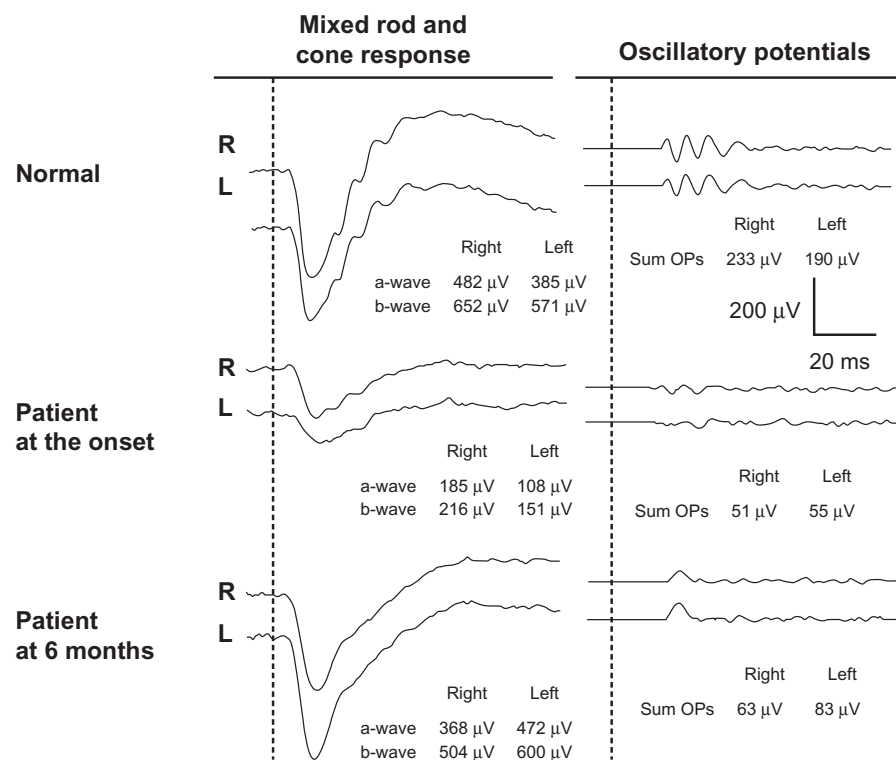 Mixed rod and
cone response
Oscillatory potentials
Normal
R
L
Right Left
a-wave 482 μV 385 μV
b-wave 652 μV 571 μV
Right Left
Sum OPs 233 μV 190 μV
200 μV
20 ms
Patient
at the onset
R
L
Right Left
a-wave 185 μV 108 μV
b-wave 216 μV 151 μV
Right Left
Sum OPs 51 μV 55 μV
Patient
at 6 months
R
L
Right Left
a-wave 368 μV 472 μV
b-wave 504 μV 600 μV
Right Left
Sum OPs 63 μV 83 μV